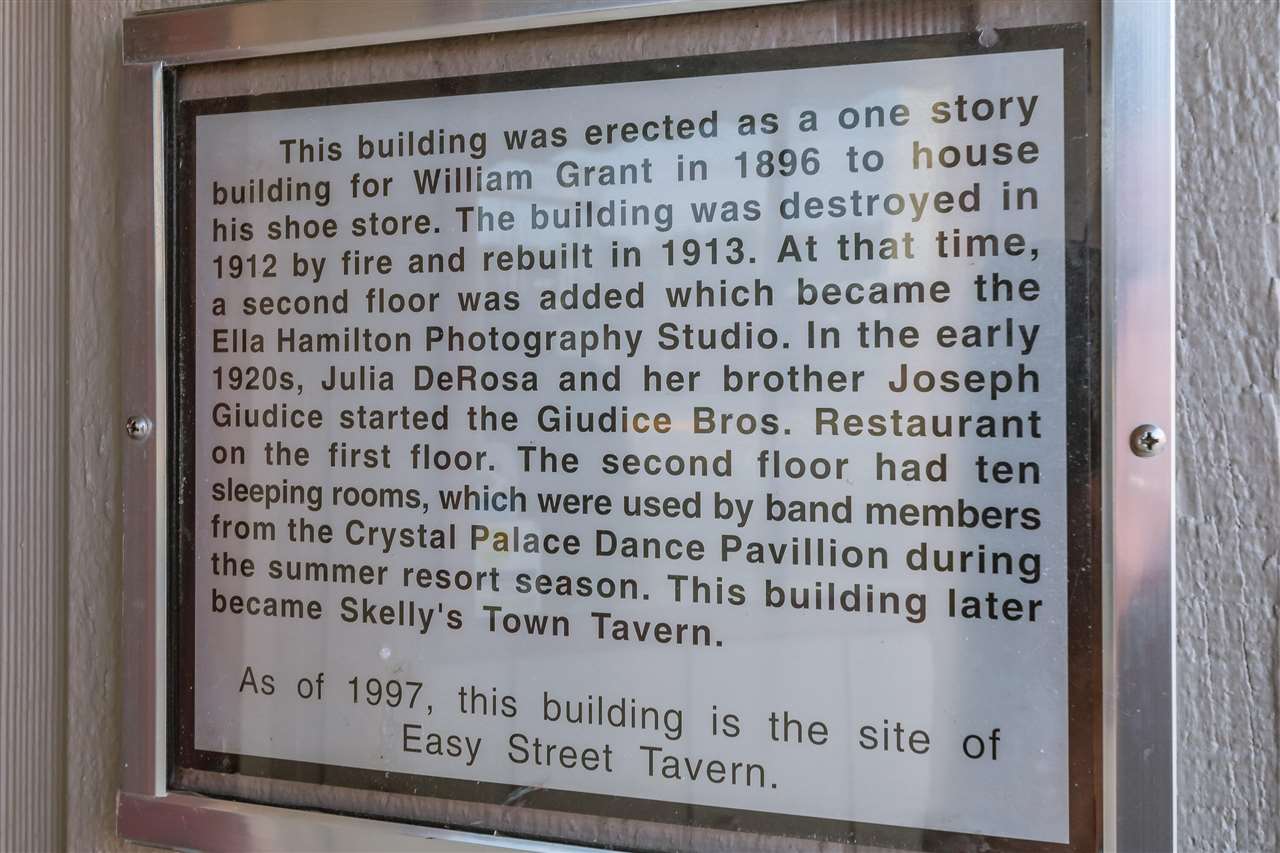 This building was erected as a one story
building for William Grant in 1896 to house
his shoe store. The building was destroyed in
1912 by fire and rebuilt in 1913. At that time,
a second floor was added which became the
Ella Hamilton Photography Studio. In the early
1920s, Julia DeRosa and her brother Joseph
Giudice started the Giudice Bros. Restaurant
on the first floor. The second floor had ten
sleeping rooms, which were used by band members
from the Crystal Palace Dance Pavillion during
the summer resort season. This building later
became Skelly's Town Tavern.
As of 1997, this building is the site of
Easy Street Tavern.